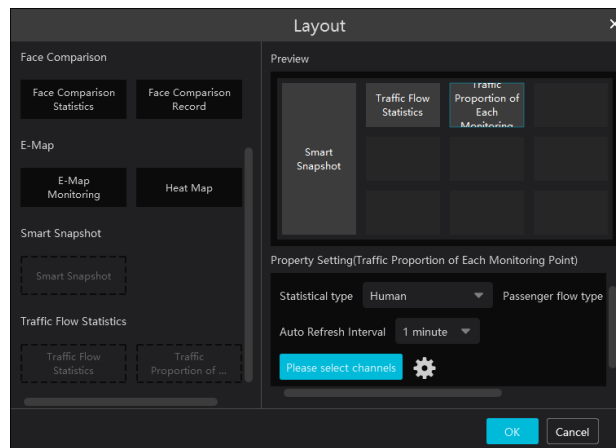 Layout
Face Comparison
Face Comparison
Statistics
Face Comparison
Record
E-Map
E-Map
Monitoring
Heat Map
Smart Snapshot
Smart Snapshot
Traffic Flow Statistics
Traffic Flow
Statistics
Traffic
Proportion of ...
Preview
Smart
Snapshot
Traffic Flow
Statistics
Traffic
Proportion of
Each
Monitoring
Property Setting(Traffic Proportion of Each Monitoring Point)
Statistical type
Human
Passenger flow type
Auto Refresh Interval
1 minute
Please select channels
OK
Cancel